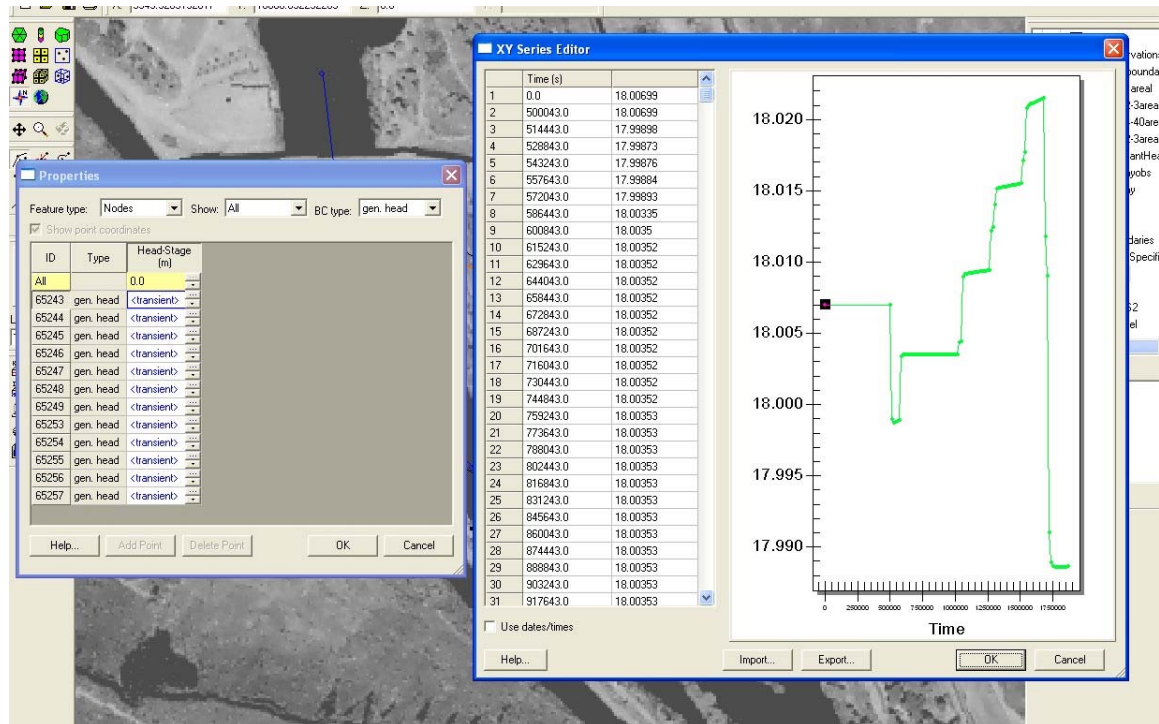 XY Series Editor
Time (s)
1 0.0 18.00699
2 500043.0 18.00699
3 514443.0 17.99898
4 528843.0 17.99873
5 543243.0 17.99876
6 557643.0 17.99884
7 572043.0 17.99893
8 586443.0 18.00335
9 600843.0 18.0035
10 615243.0 18.00352
11 629643.0 18.00352
12 644043.0 18.00352
13 658443.0 18.00352
14 672843.0 18.00352
15 687243.0 18.00352
16 701643.0 18.00352
17 716043.0 18.00352
18 730443.0 18.00352
19 744843.0 18.00352
20 759243.0 18.00353
21 773643.0 18.00353
22 788043.0 18.00353
23 802443.0 18.00353
24 816843.0 18.00353
25 831243.0 18.00353
26 845643.0 18.00353
27 860043.0 18.00353
28 874443.0 18.00353
29 888843.0 18.00353
30 903243.0 18.00353
31 917643.0 18.00353
Use dates/times
Help...
18.020
18.015
18.010
18.005
18.000
17.995
17.990
0 250000 500000 750000 1000000 1250000 1500000 1750000
Time
Import... Export... OK Cancel
Properties
Feature type: Nodes Show: All BC type: gen. head
Show point coordinates
ID Type Head-Stage
(m)
All 0.0
65243 gen. head <transient>
65244 gen. head <transient>
65245 gen. head <transient>
65246 gen. head <transient>
65247 gen. head <transient>
65248 gen. head <transient>
65249 gen. head <transient>
65253 gen. head <transient>
65254 gen. head <transient>
65255 gen. head <transient>
65256 gen. head <transient>
65257 gen. head <transient>
Help... Add Point Delete Point OK Cancel